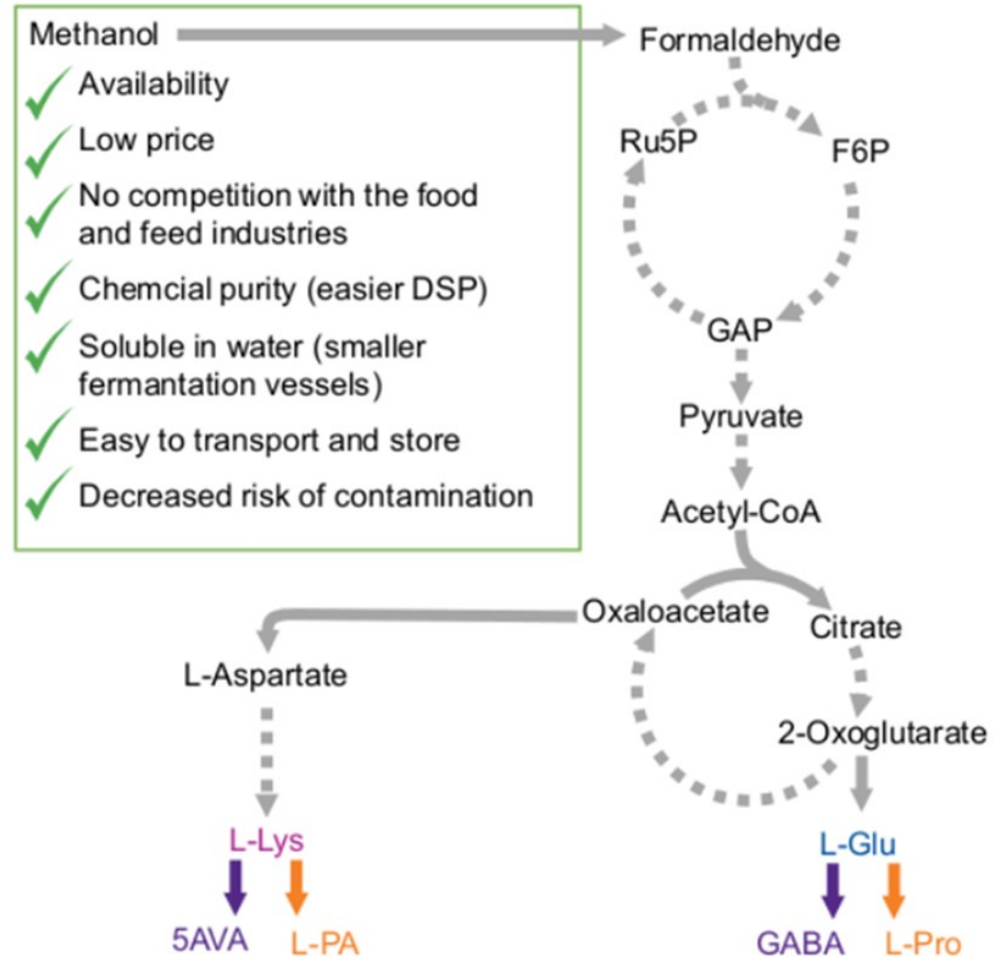 Methanol
Availability
Low price
No competition with the food
and feed industries
Chemcial purity (easier DSP)
Soluble in water (smaller
fermantation vessels)
Easy to transport and store
Decreased risk of contamination
Formaldehyde
Ru5P
F6P
GAP
Pyruvate
Acetyl-CoA
Oxaloacetate
Citrate
L-Aspartate
2-Oxoglutarate
L-Lys
L-Glu
5AVA
L-PA
GABA
L-Pro